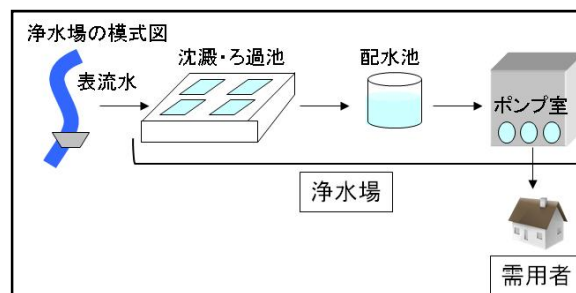 浄水場の模式図
表流水
沈澱・ろ過池
配水池
ポンプ室
浄水場
需用者